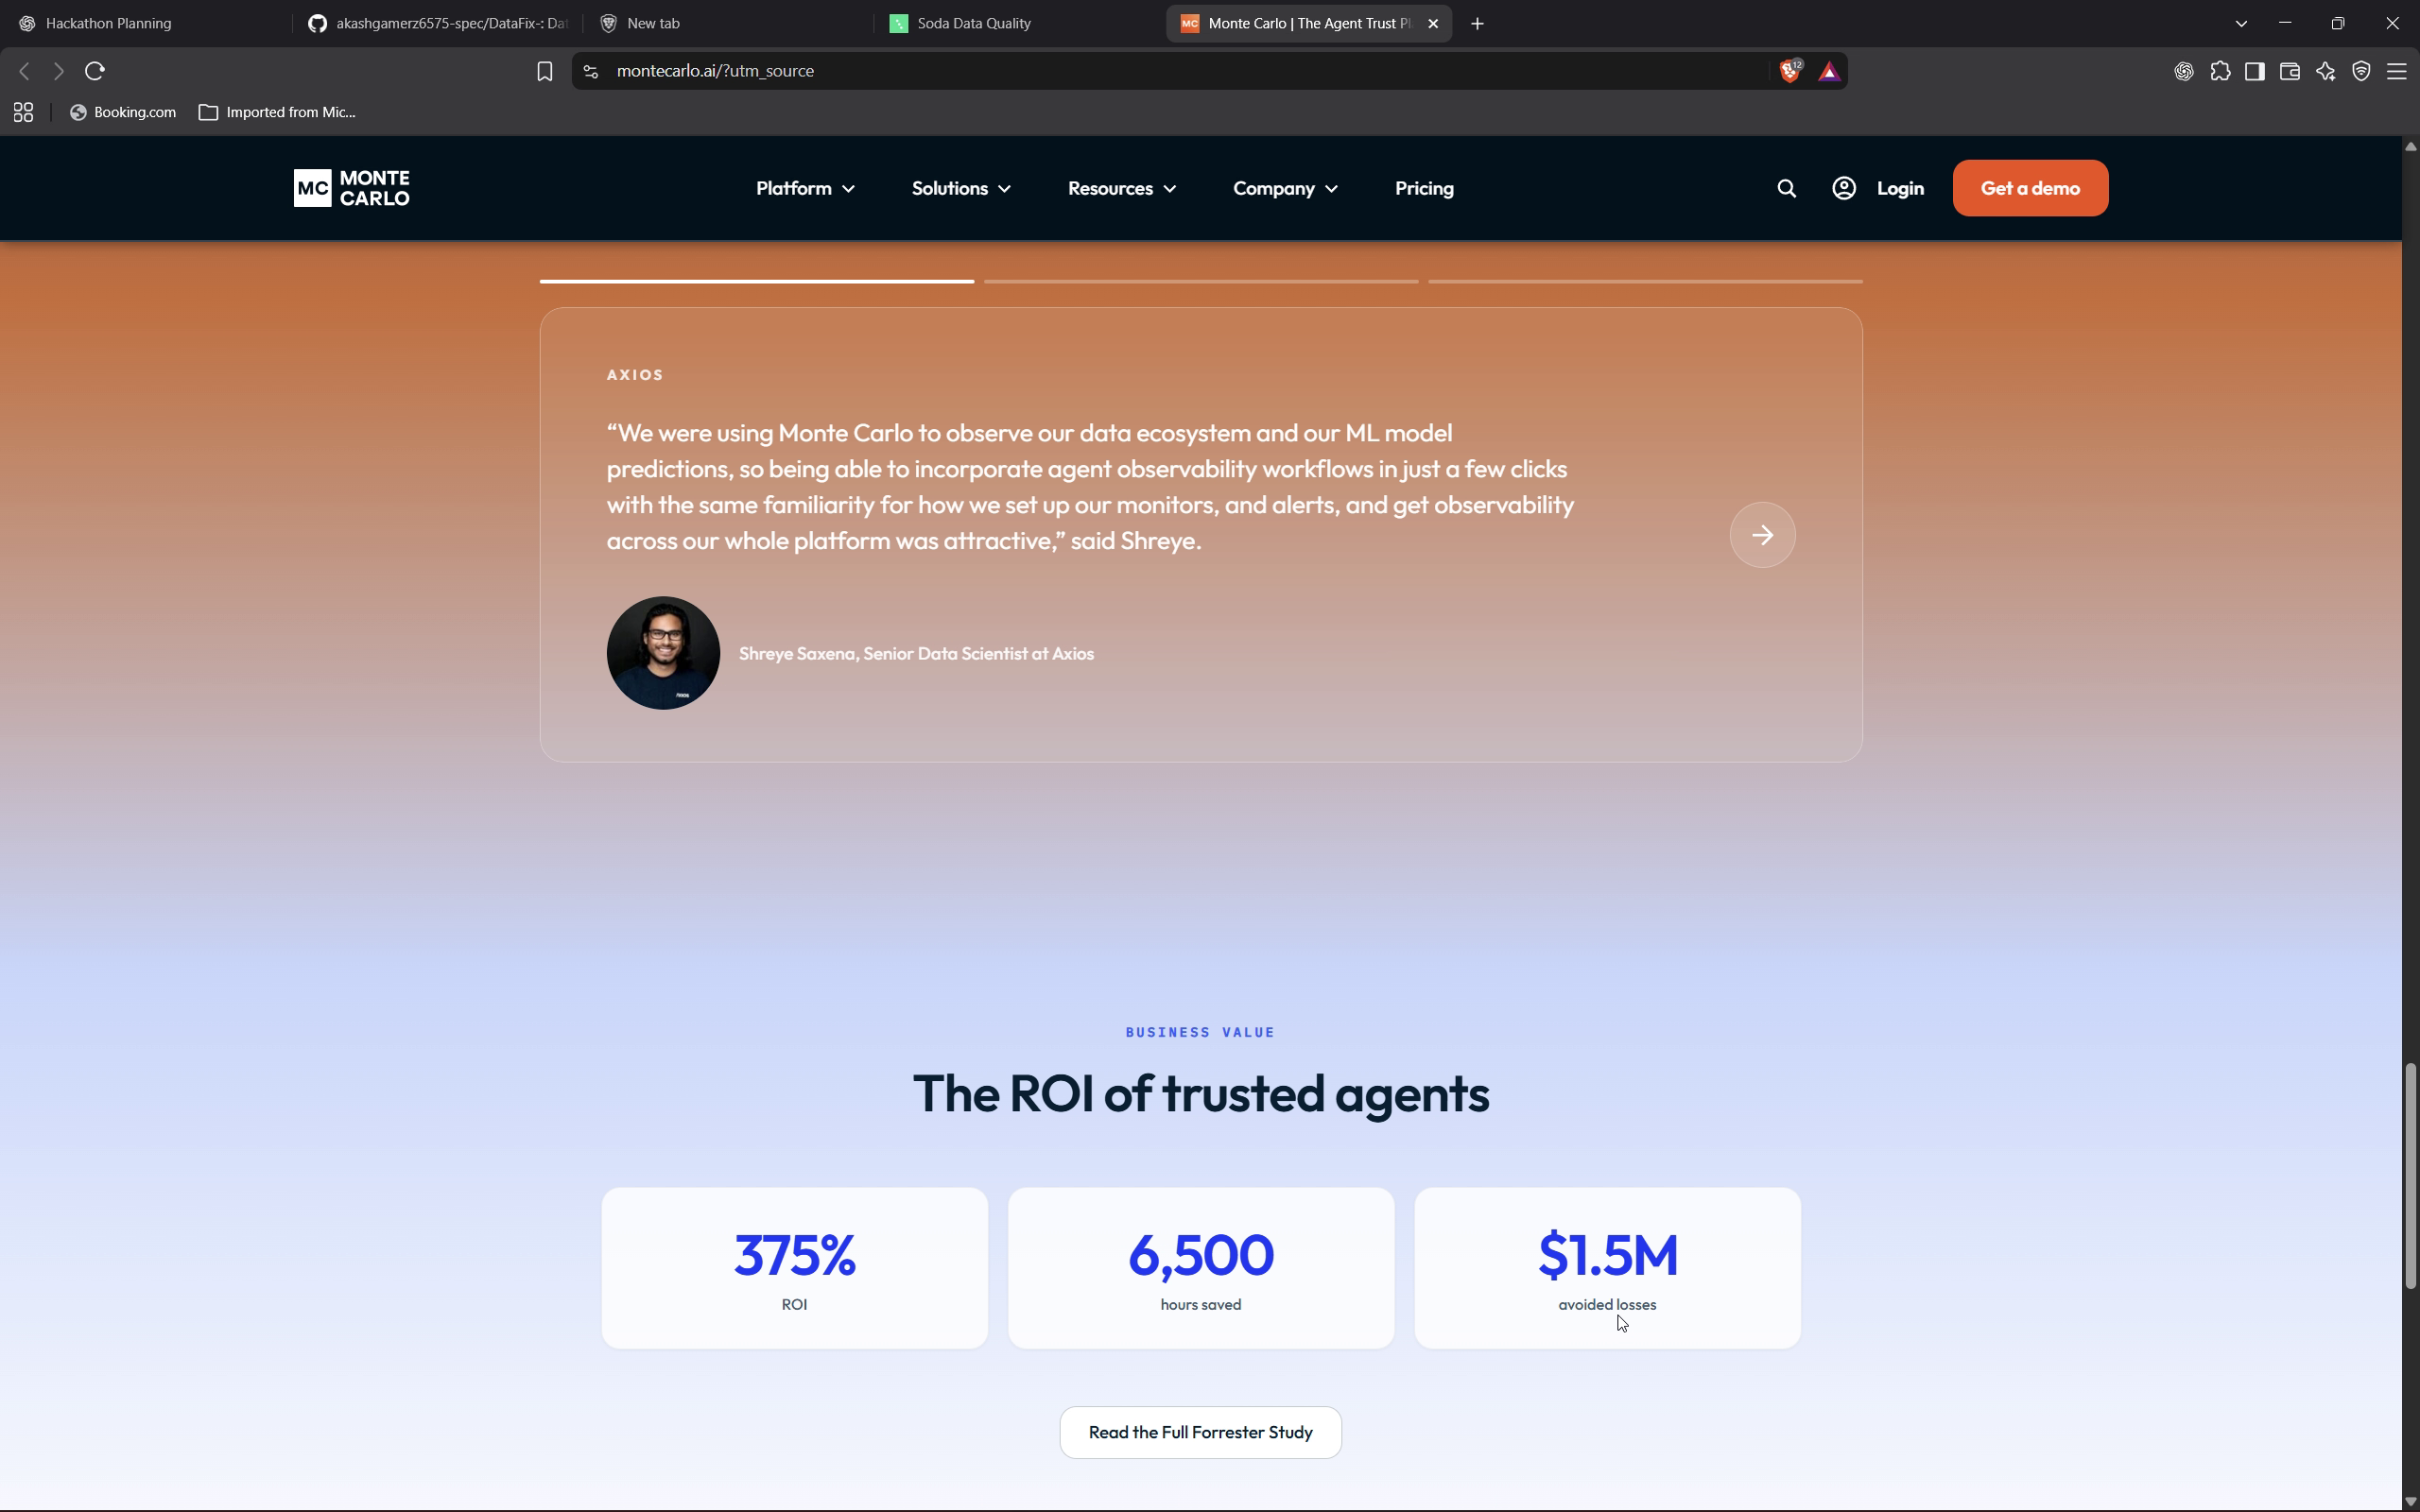 Hackathon Planning
akashgamerz6575-spec/DataFix-: Dat
New tab
Soda Data Quality
MC
Monte Carlo | The Agent Trust Pl
montecarlo.ai/?utm_source
12
Booking.com
Imported from Mic...
MC MONTE
CARLO
Platform
Solutions
Resources
Company
Pricing
Login
Get a demo
AXIOS
“We were using Monte Carlo to observe our data ecosystem and our ML model
predictions, so being able to incorporate agent observability workflows in just a few clicks
with the same familiarity for how we set up our monitors, and alerts, and get observability
across our whole platform was attractive,” said Shreye.
Shreye Saxena, Senior Data Scientist at Axios
BUSINESS VALUE
The ROI of trusted agents
375%
ROI
6,500
hours saved
$1.5M
avoided losses
Read the Full Forrester Study